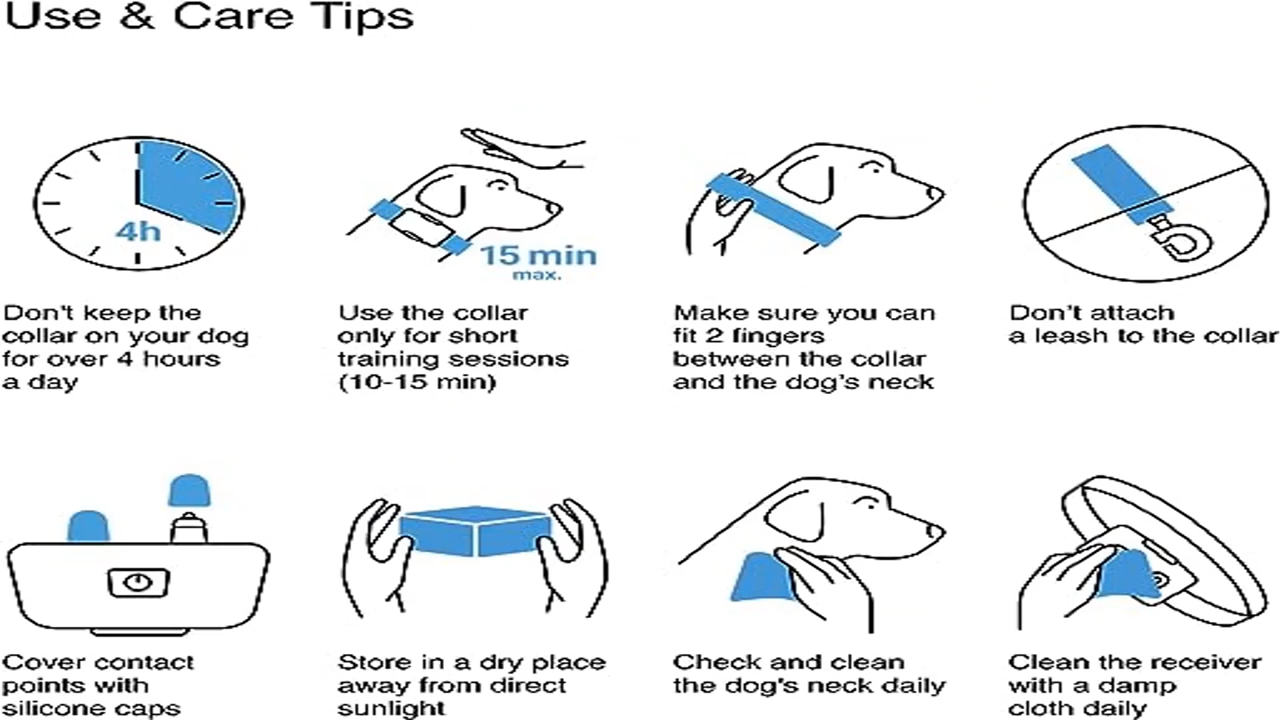 Use & Care Tips
4h
15 min
max.
Don't keep the
collar on your dog
for over 4 hours
a day
Use the collar
only for short
training sessions
(10-15 min)
Make sure you can
fit 2 fingers
between the collar
and the dog's neck
Don't attach
a leash to the collar
Cover contact
points with
silicone caps
Store in a dry place
away from direct
sunlight
Check and clean
the dog's neck daily
Clean the receiver
with a damp
cloth daily